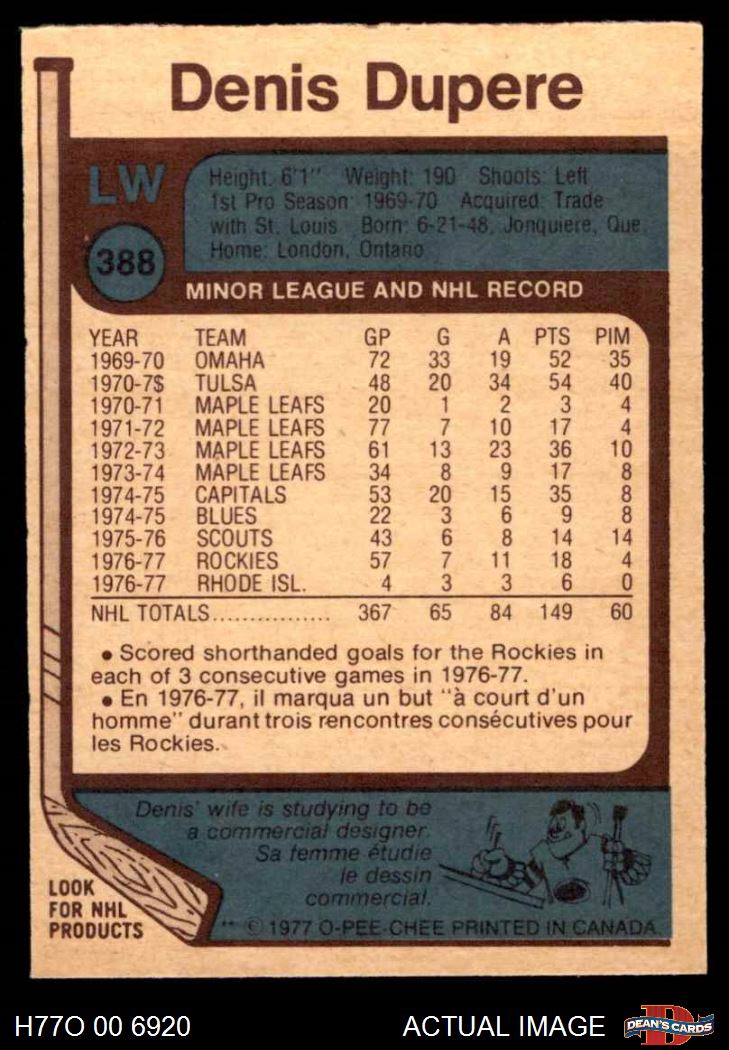 Denis Dupere
LW
388
Height: 6'1" Weight: 190 Shoots: Left
1st Pro Season: 1969-70 Acquired: Trade
with St. Louis Born: 6-21-48, Jonquiere, Que.
Home: London, Ontario
MINOR LEAGUE AND NHL RECORD
YEAR TEAM GP G A PTS PIM
1969-70 OMAHA 72 33 19 52 35
1970-7$ TULSA 48 20 34 54 40
1970-71 MAPLE LEAFS 20 1 2 3 4
1971-72 MAPLE LEAFS 77 7 10 17 4
1972-73 MAPLE LEAFS 61 13 23 36 10
1973-74 MAPLE LEAFS 34 8 9 17 8
1974-75 CAPITALS 53 20 15 35 8
1974-75 BLUES 22 3 6 9 8
1975-76 SCOUTS 43 6 8 14 14
1976-77 ROCKIES 57 7 11 18 4
1976-77 RHODE ISL. 4 3 3 6 0
NHL TOTALS................ 367 65 84 149 60
• Scored shorthanded goals for the Rockies in
each of 3 consecutive games in 1976-77.
• En 1976-77, il marqua un but "à court d'un
homme" durant trois rencontres consécutives pour
les Rockies.
Denis' wife is studying to be
a commercial designer.
Sa femme étudie
le dessin
commercial.
LOOK
FOR NHL
PRODUCTS
** © 1977 O-PEE-CHEE PRINTED IN CANADA
H77O 00 6920
ACTUAL IMAGE
D
DEAN'S CARDS